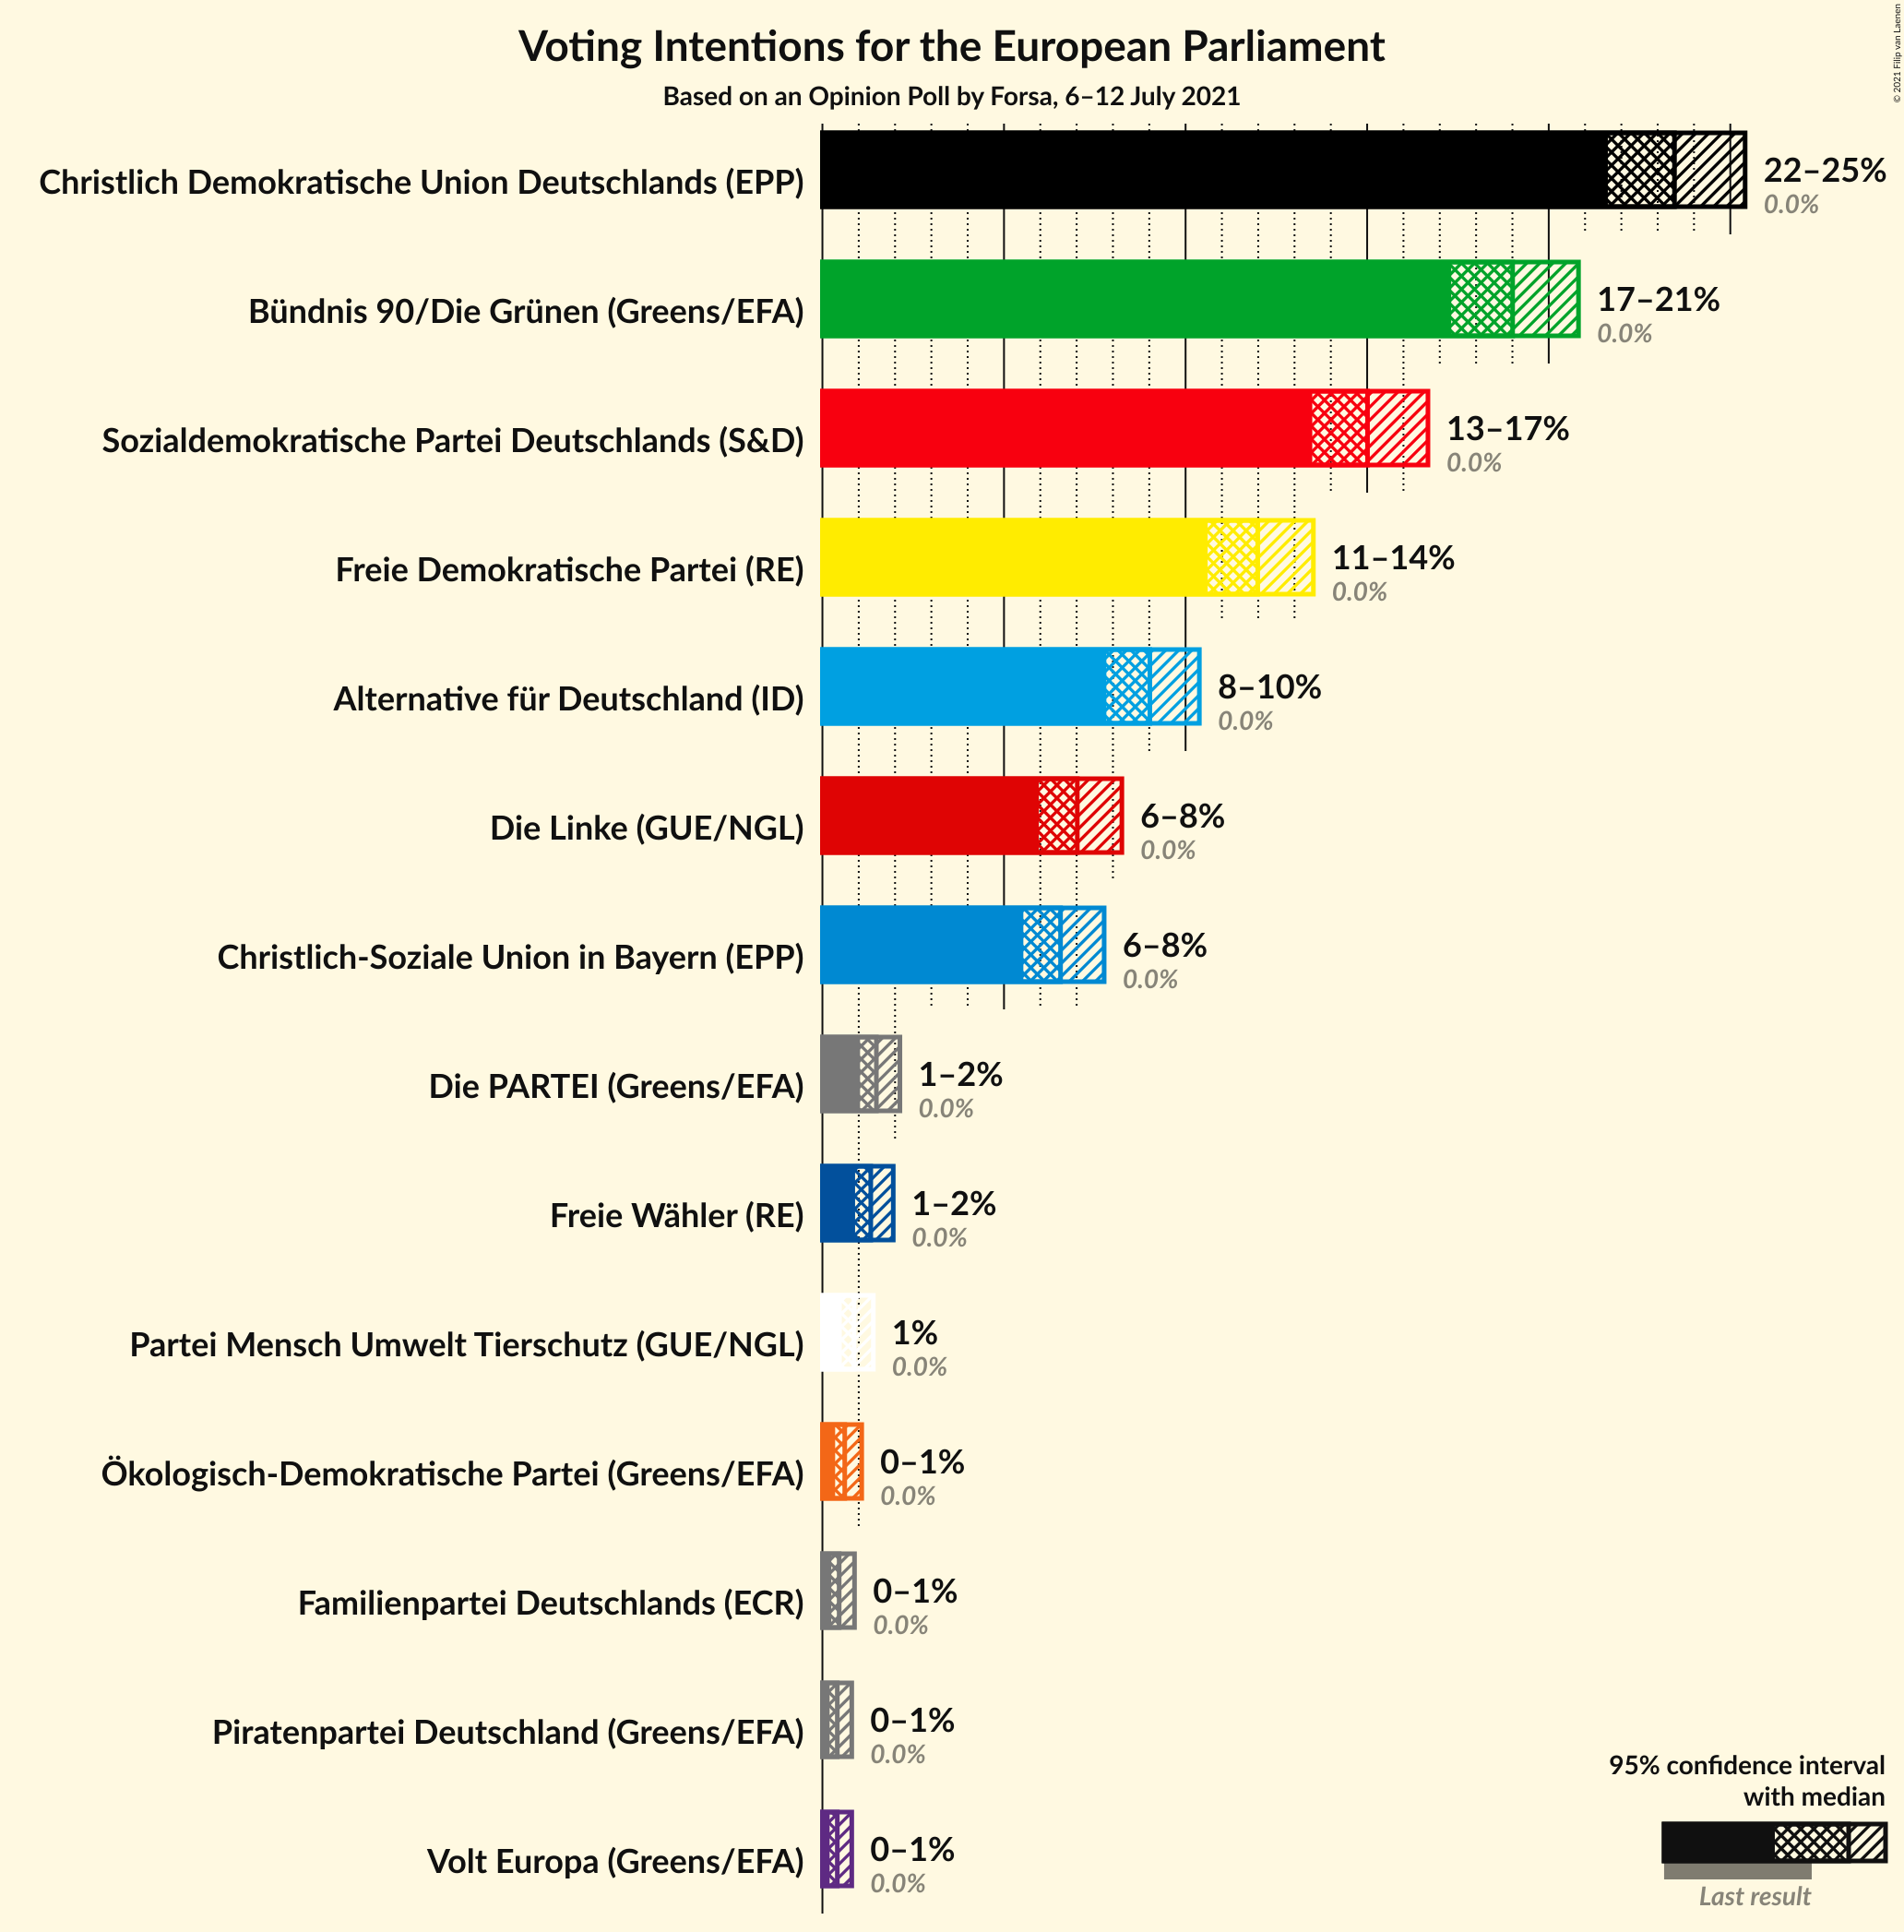 Voting Intentions for the European Parliament
Based on an Opinion Poll by Forsa, 6–12 July 2021
© 2021 Filip van Laenen
Christlich Demokratische Union Deutschlands (EPP)
22–25%
0.0%
Bündnis 90/Die Grünen (Greens/EFA)
17–21%
0.0%
Sozialdemokratische Partei Deutschlands (S&D)
13–17%
0.0%
Freie Demokratische Partei (RE)
11–14%
0.0%
Alternative für Deutschland (ID)
8–10%
0.0%
Die Linke (GUE/NGL)
6–8%
0.0%
Christlich-Soziale Union in Bayern (EPP)
6–8%
0.0%
Die PARTEI (Greens/EFA)
1–2%
0.0%
Freie Wähler (RE)
1–2%
0.0%
Partei Mensch Umwelt Tierschutz (GUE/NGL)
1%
0.0%
Ökologisch-Demokratische Partei (Greens/EFA)
0–1%
0.0%
Familienpartei Deutschlands (ECR)
0–1%
0.0%
Piratenpartei Deutschland (Greens/EFA)
0–1%
0.0%
Volt Europa (Greens/EFA)
0–1%
0.0%
95% confidence interval
with median
Last result